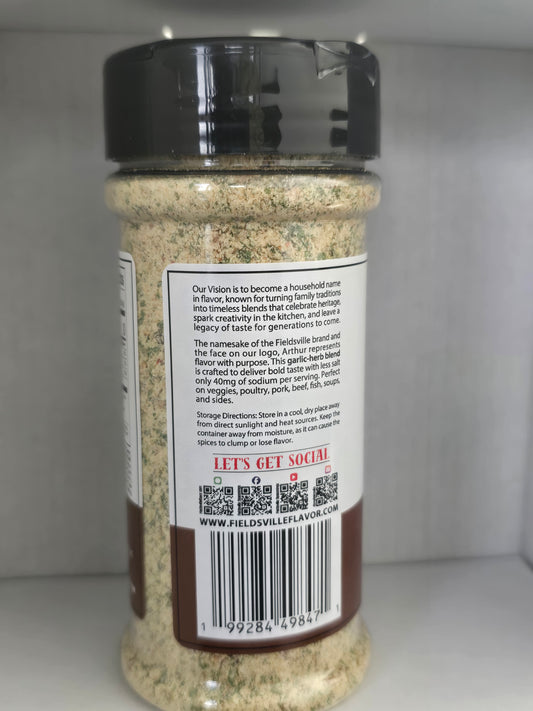 Our Vision is to become a household name
in flavor, known for turning family traditions
into timeless blends that celebrate heritage,
spark creativity in the kitchen, and leave a
legacy of taste for generations to come.
The namesake of the Fieldsville brand and
the face on our logo, Arthur represents
flavor with purpose. This garlic-herb blend
is crafted to deliver bold taste with less salt
only 40mg of sodium per serving. Perfect
on veggies, poultry, pork, beef, fish, soups,
and sides.
Storage Directions: Store in a cool, dry place away
from direct sunlight and heat sources. Keep the
container away from moisture, as it can cause the
spices to clump or lose flavor.
LET'S GET SOCIAL
WWW.FIELDSVILLEFLAVOR.COM
1 99284 49847 1